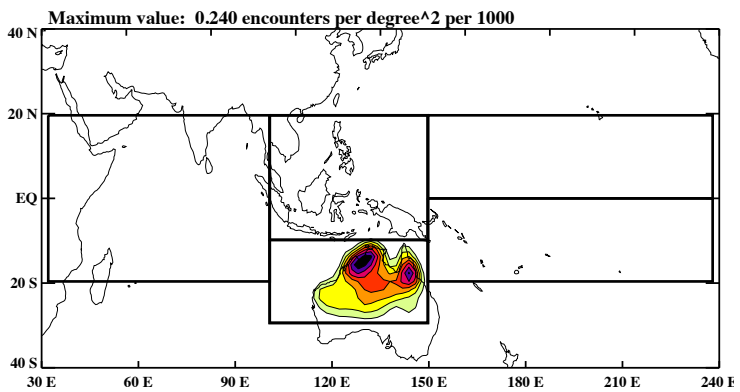 Maximum value: 0.240 encounters per degree^2 per 1000
40 N
20 N
EQ
20 S
40 S
30 E
60 E
90 E
120 E
150 E
180 E
210 E
240 E